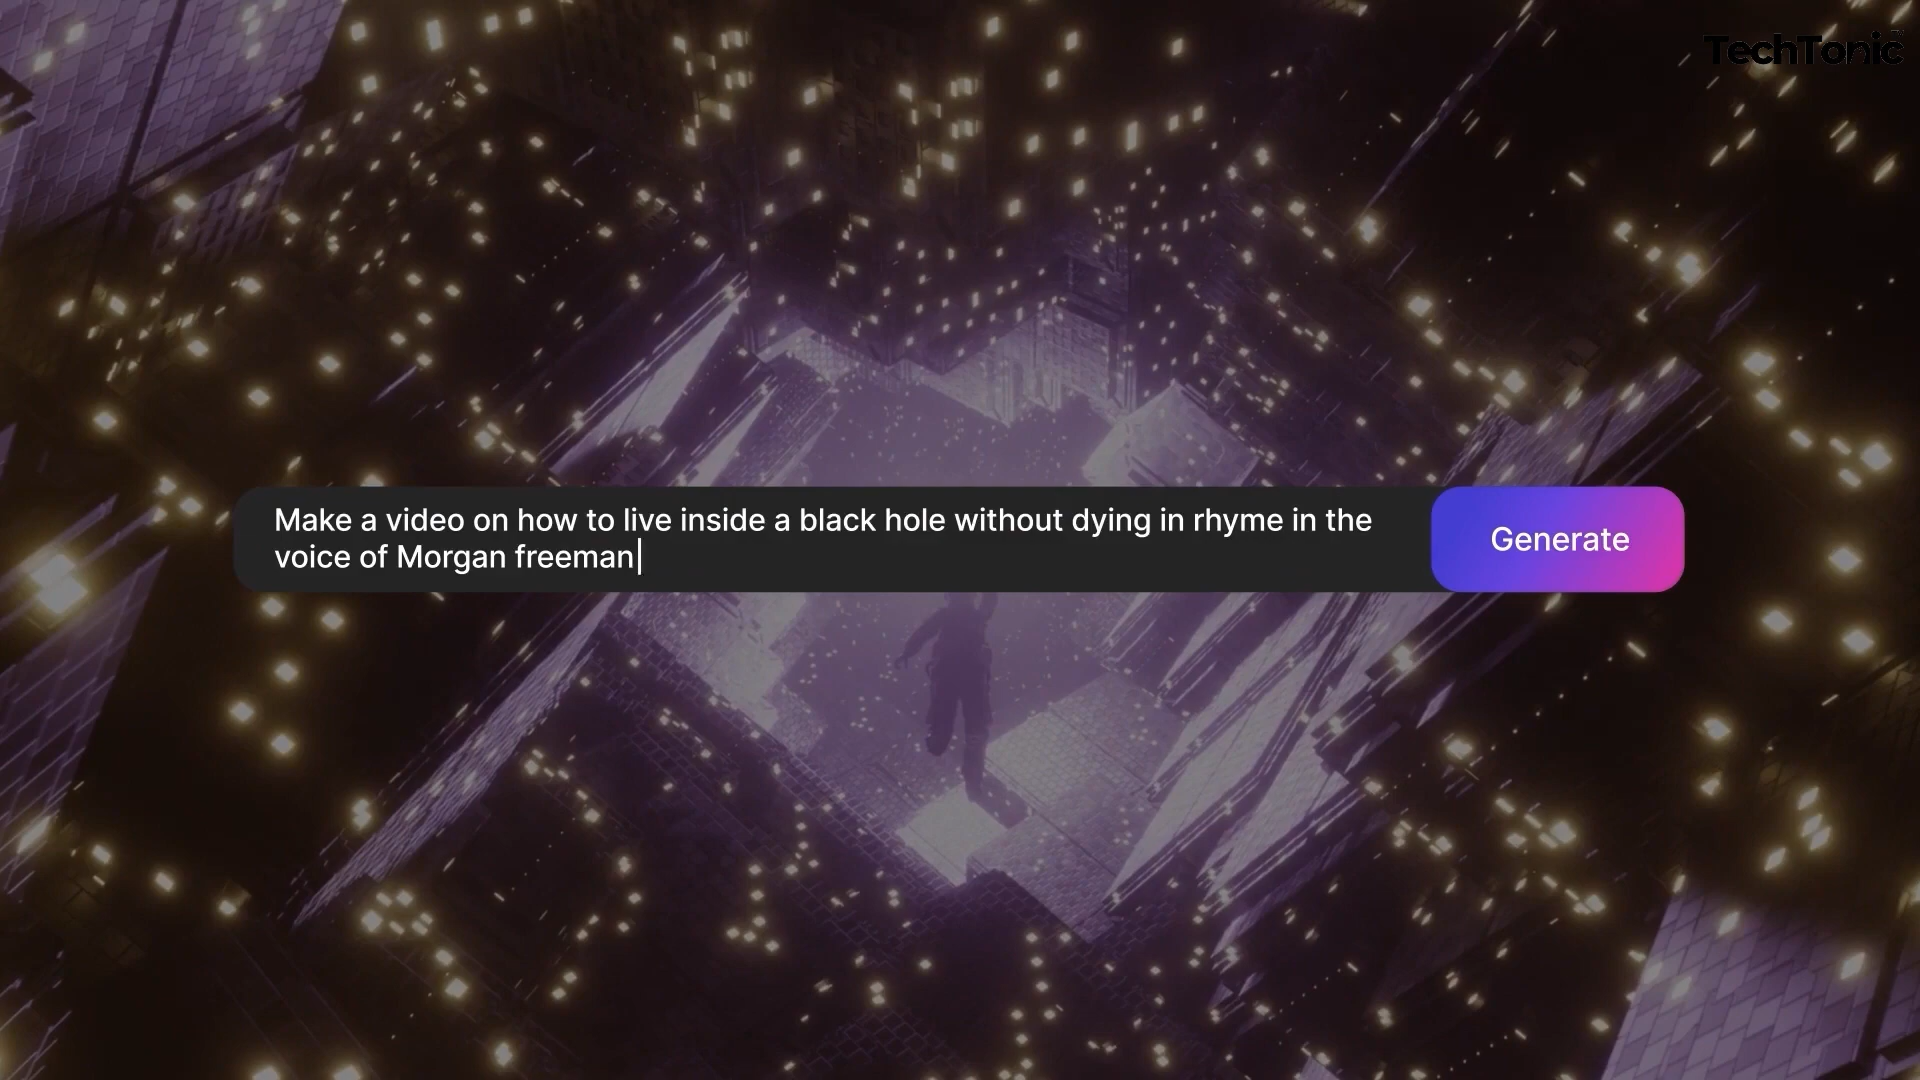 TechTonic
Make a video on how to live inside a black hole without dying in rhyme in the
voice of Morgan freeman
Generate